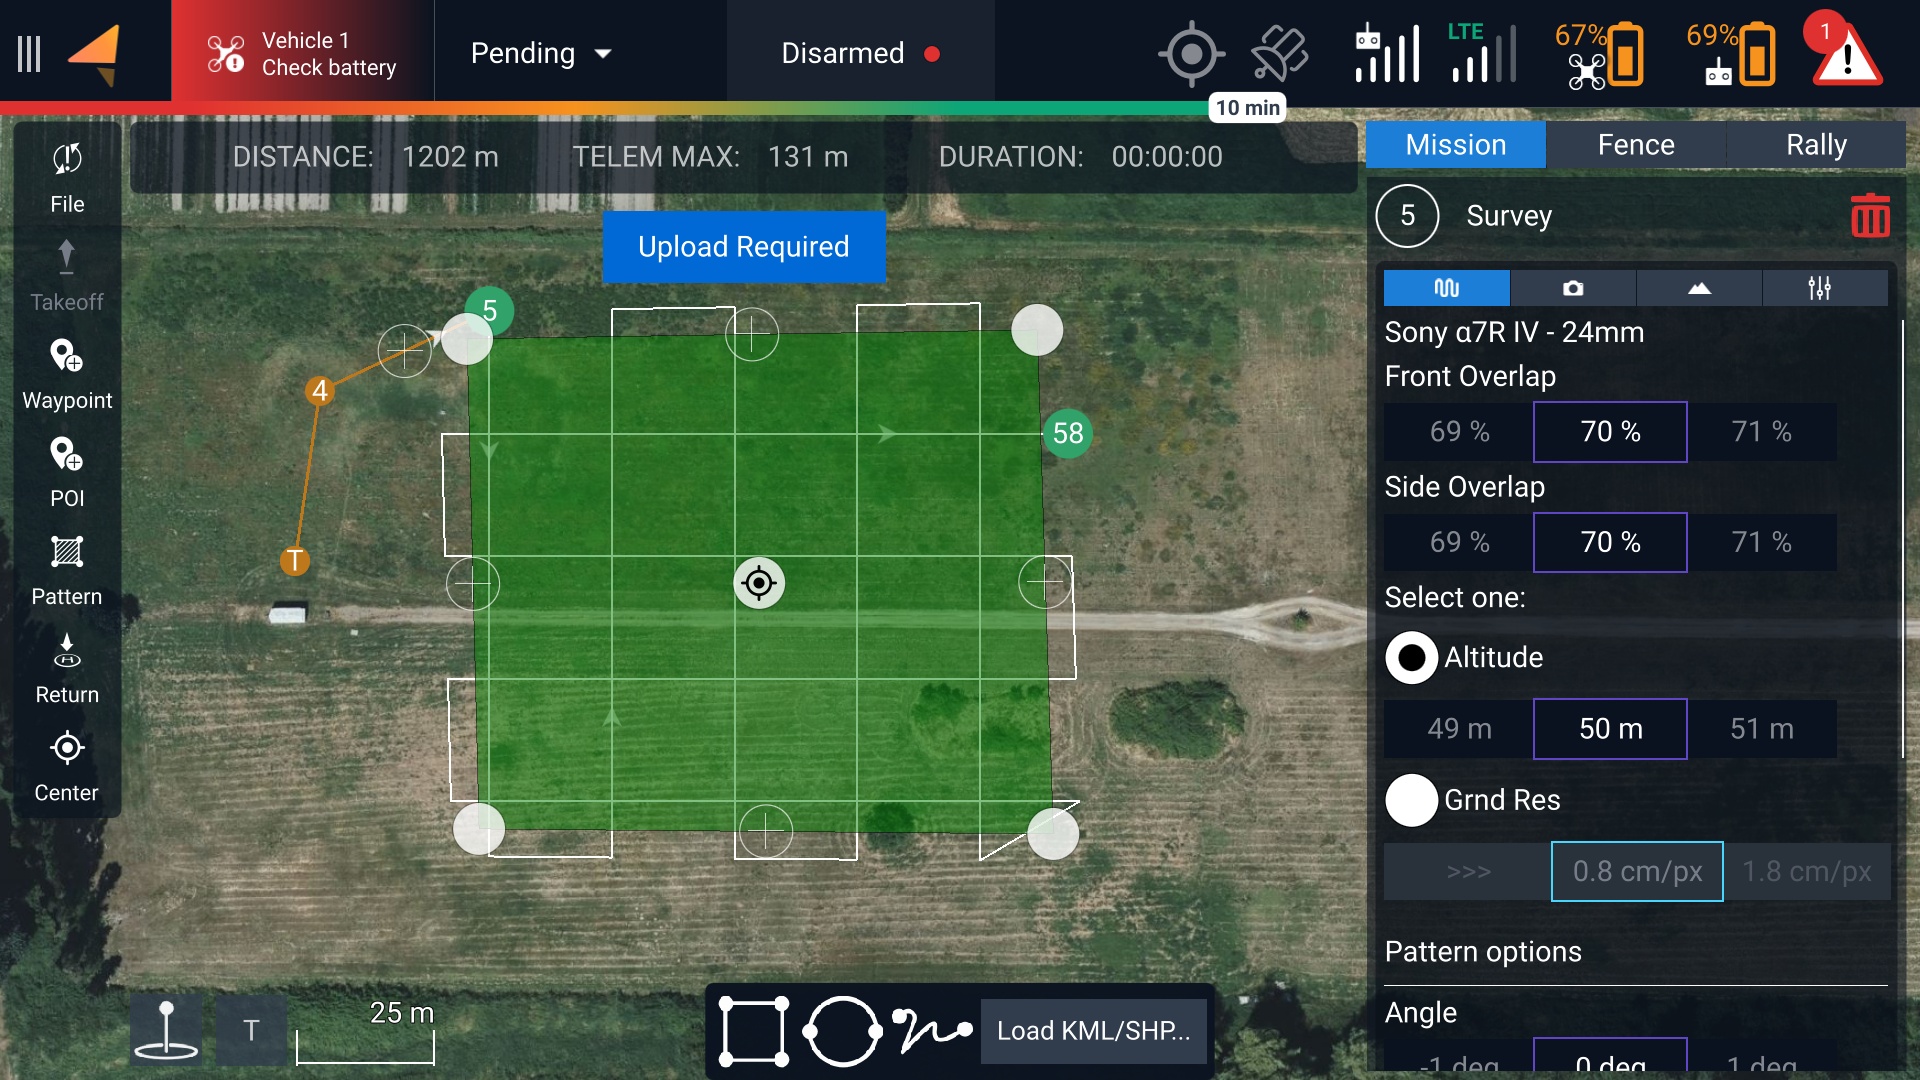 Vehicle 1
Check battery
Pending
Disarmed
LTE
67%
69%
1
10 min
DISTANCE: 1202 m
TELEM MAX: 131 m
DURATION: 00:00:00
Mission
Fence
Rally
File
Takeoff
Waypoint
POI
Pattern
H
Return
Center
Upload Required
5
4
T
58
5 Survey
Sony α7R IV - 24mm
Front Overlap
69 % 70 % 71 %
Side Overlap
69 % 70 % 71 %
Select one:
Altitude
49 m 50 m 51 m
Grnd Res
>>> 0.8 cm/px 1.8 cm/px
Pattern options
Angle
-1 deg 0 deg 1 deg
T
25 m
Load KML/SHP...